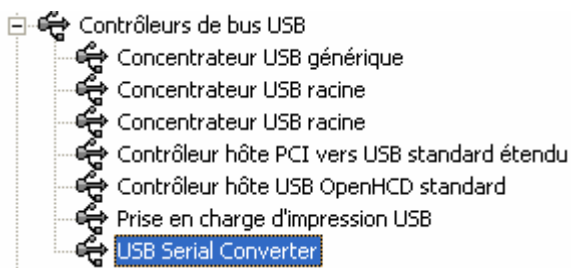 Contrôleurs de bus USB
Concentrateur USB générique
Concentrateur USB racine
Concentrateur USB racine
Contrôleur hôte PCI vers USB standard étendu
Contrôleur hôte USB OpenHCD standard
Prise en charge d'impression USB
USB Serial Converter